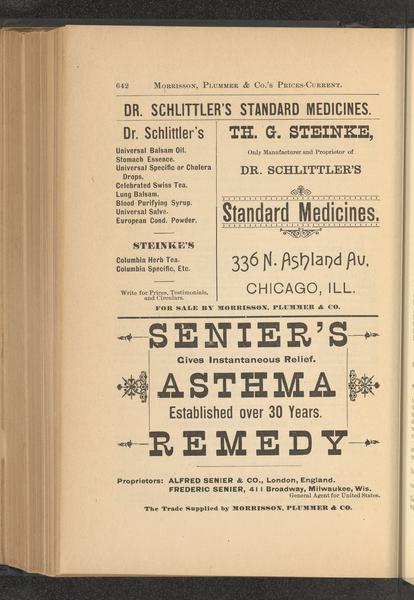 642 MORRISSON, PLUMMER & CO.'S PRICES-CURRENT.
DR. SCHLITTLER'S STANDARD MEDICINES.
Dr. Schlittler's
Universal Balsam Oil.
Stomach Essence.
Universal Specific or Cholera
Drops.
Celebrated Swiss Tea.
Lung Balsam.
Blood Purifying Syrup.
Universal Salve.
European Cond. Powder.
STEINKE'S
Columbia Herb Tea.
Columbia Specific, Etc.
Write for Prices, Testimonials,
and Circulars.
TH. G. STEINKE,
Only Manufacturer and Proprietor of
DR. SCHLITTLER'S
Standard Medicines,
336 N. Ashland Av,
CHICAGO, ILL.
FOR SALE BY MORRISSON, PLUMMER & CO.
SENIER'S
Gives Instantaneous Relief.
ASTHMA
Established over 30 Years.
REMEDY
Proprietors: ALFRED SENIER & CO., London, England.
FREDERIC SENIER, 411 Broadway, Milwaukee, Wis.
General Agent for United States.
The Trade Supplied by MORRISSON, PLUMMER & CO.